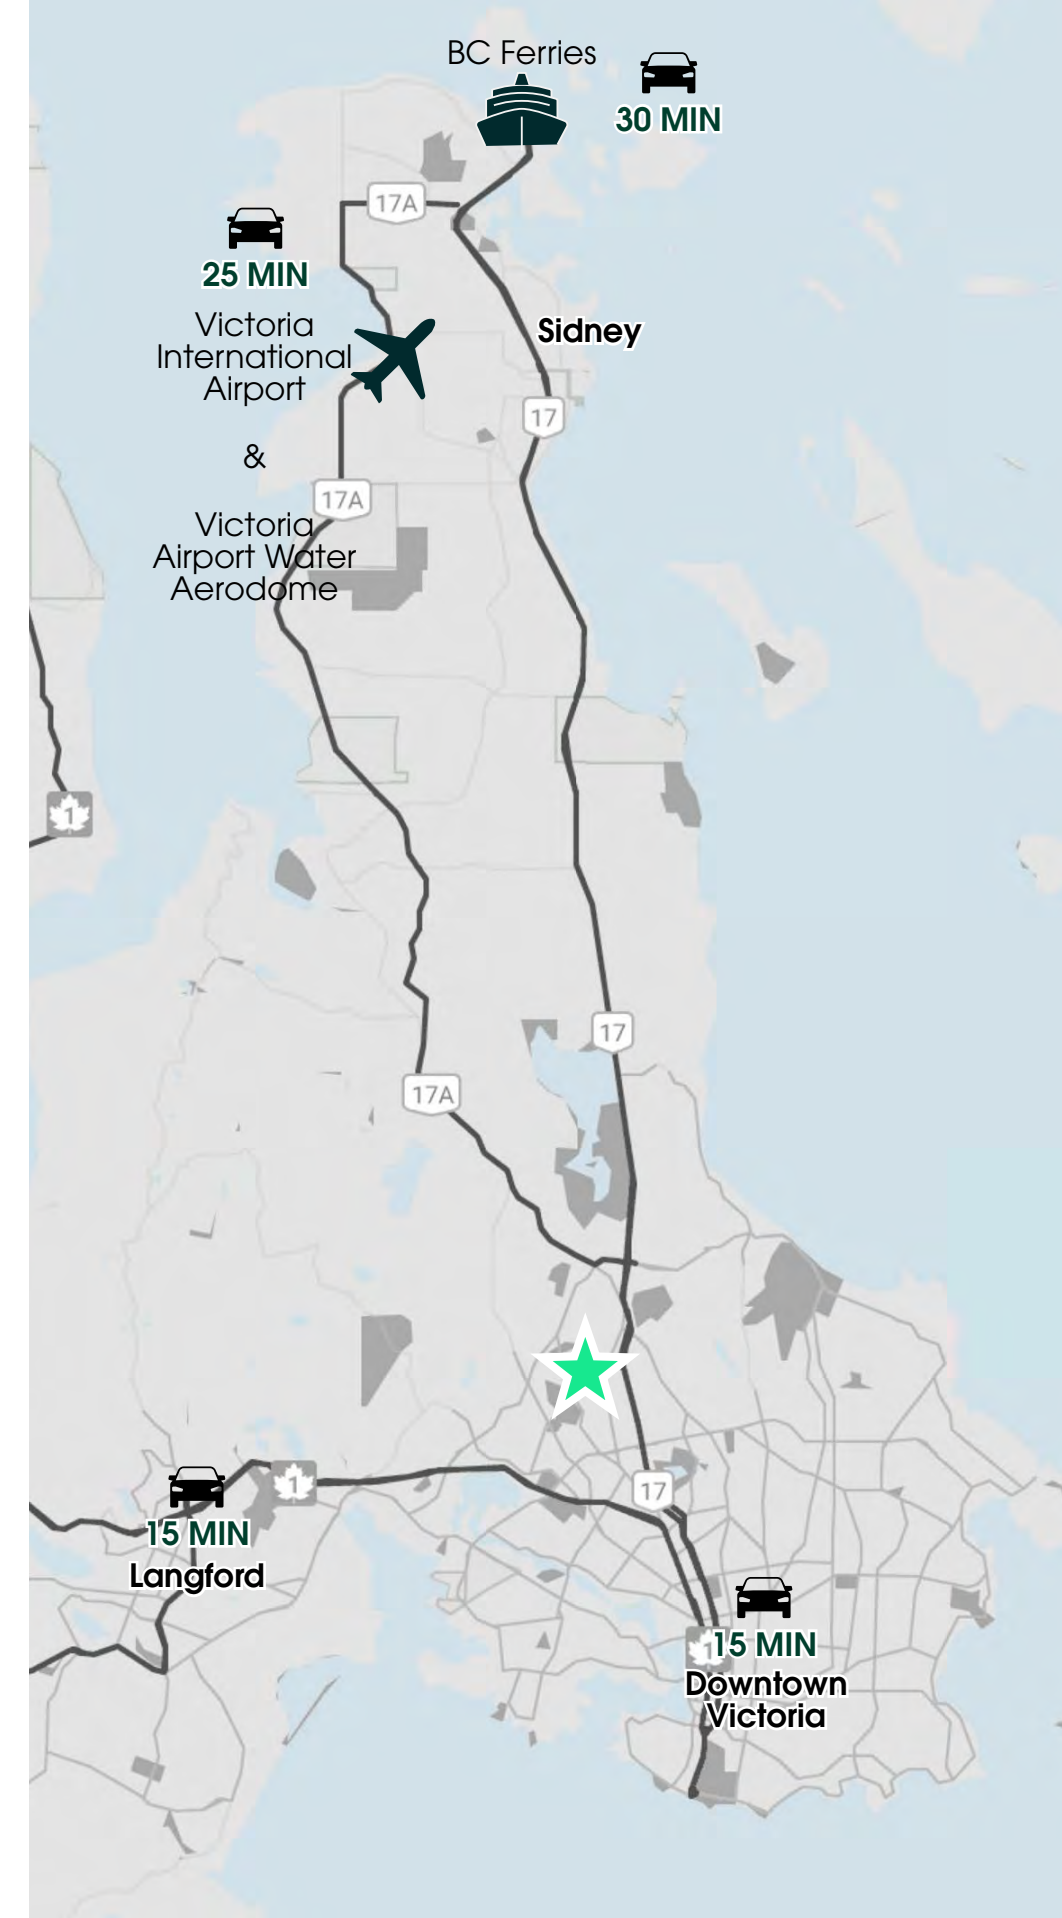 BC Ferries
30 MIN
17A
25 MIN
Victoria
International
Airport
&
Victoria
Airport Water
Aerodome
Sidney
17
17A
1
17
17A
1
15 MIN
Langford
17
1
15 MIN
Downtown
Victoria